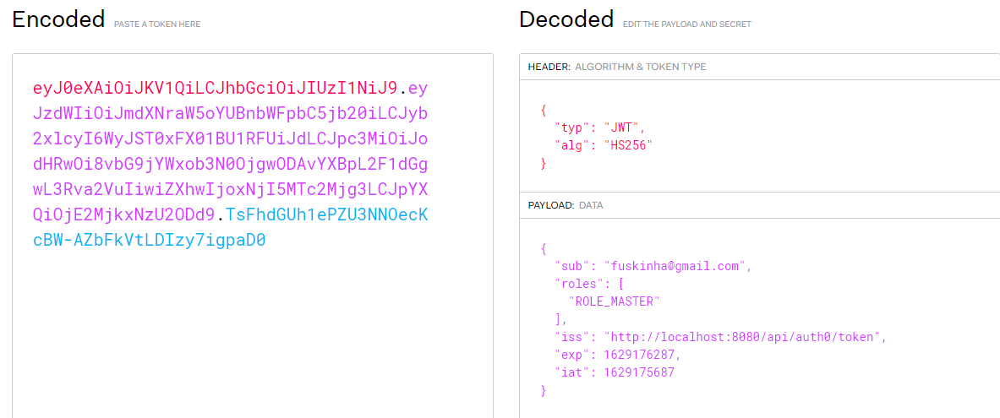 Encoded PASTE A TOKEN HERE
eyJ0eXAiOiJKV1QiLCJhbGciOiJIUzI1NiJ9.ey
JzdWIiOiJmdXNraW5oYUBnbWFpbC5jb20iLCJyb
2xlcyI6WyJST0xFX01BU1RFUiJdLCJpc3MiOiJo
dHRwOi8vbG9jYWxob3N0OjgwODAvYXBpL2F1dGg
wL3Rva2VuIiwiZXhwIjoxNjI5MTc2Mjg3LCJpYX
QiOjE2MjkxNzU2ODd9.TsFhdGUh1ePZU3NNOecK
cBW-AZbFkVtLDIzy7igpaD0
Decoded EDIT THE PAYLOAD AND SECRET
HEADER: ALGORITHM & TOKEN TYPE
{
"typ": "JWT",
"alg": "HS256"
}
PAYLOAD: DATA
{
"sub": "fuskinha@gmail.com",
"roles": [
"ROLE_MASTER"
],
"iss": "http://localhost:8080/api/auth0/token",
"exp": 1629176287,
"iat": 1629175687
}